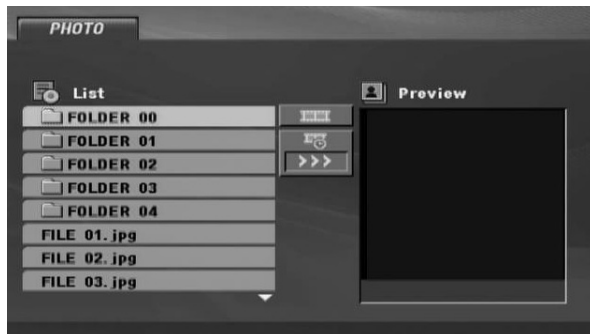 PHOTO
List
Preview
FOLDER 00
FOLDER 01
FOLDER 02
FOLDER 03
FOLDER 04
FILE 01.jpg
FILE 02.jpg
FILE 03.jpg
>>>